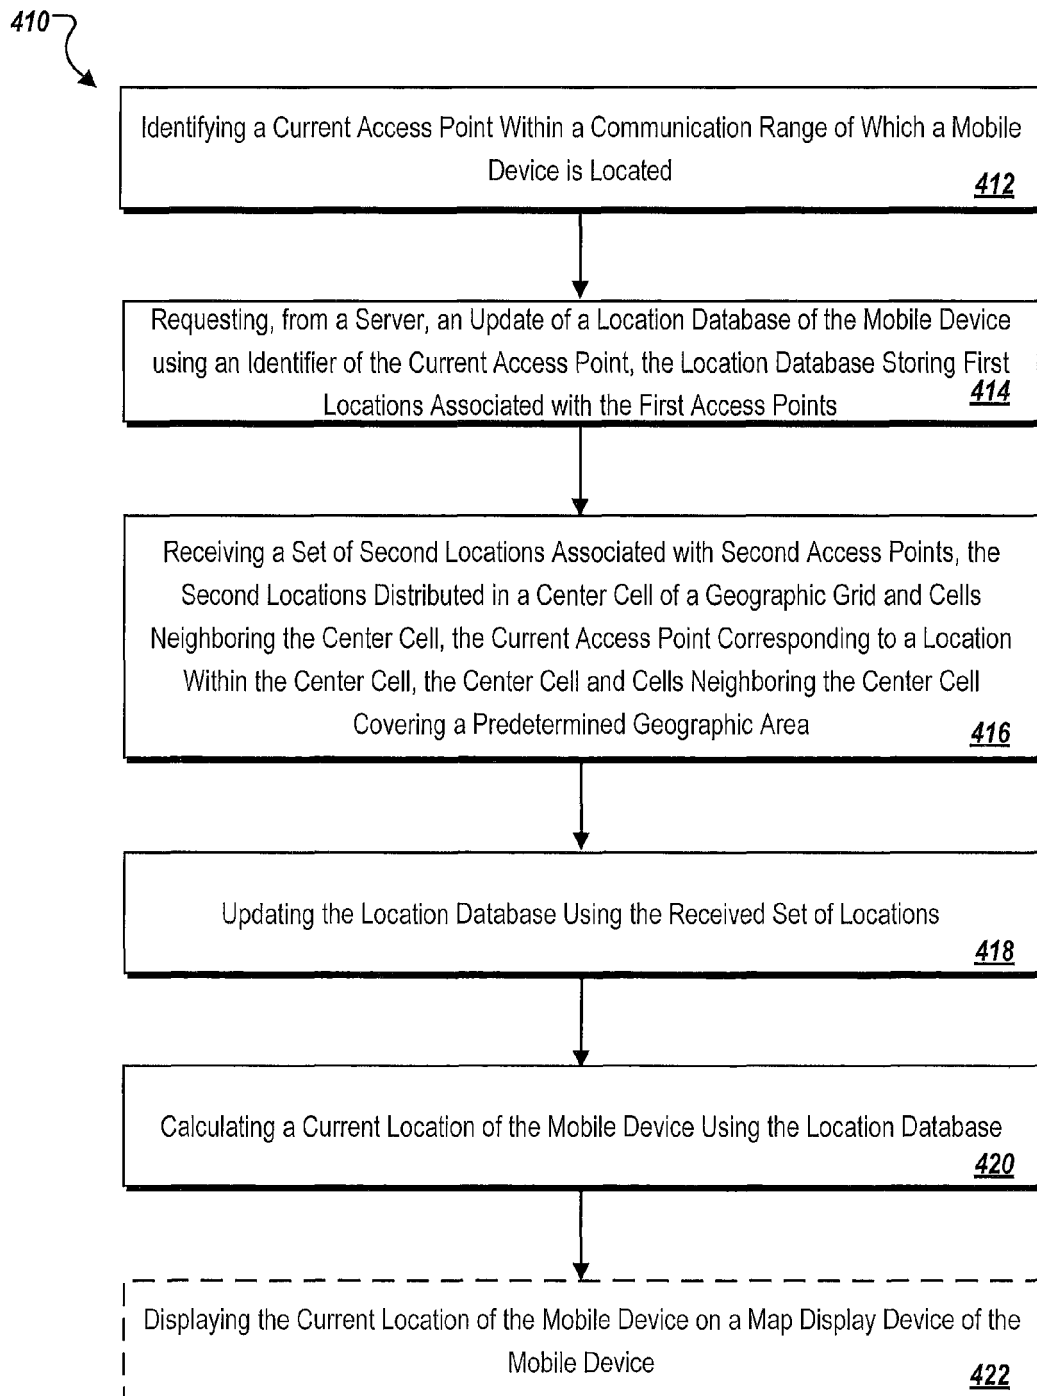 410
Identifying a Current Access Point Within a Communication Range of Which a Mobile
Device is Located
412
Requesting, from a Server, an Update of a Location Database of the Mobile Device
using an Identifier of the Current Access Point, the Location Database Storing First
Locations Associated with the First Access Points
414
Receiving a Set of Second Locations Associated with Second Access Points, the
Second Locations Distributed in a Center Cell of a Geographic Grid and Cells
Neighboring the Center Cell, the Current Access Point Corresponding to a Location
Within the Center Cell, the Center Cell and Cells Neighboring the Center Cell
Covering a Predetermined Geographic Area
416
Updating the Location Database Using the Received Set of Locations
418
Calculating a Current Location of the Mobile Device Using the Location Database
420
Displaying the Current Location of the Mobile Device on a Map Display Device of the
Mobile Device
422